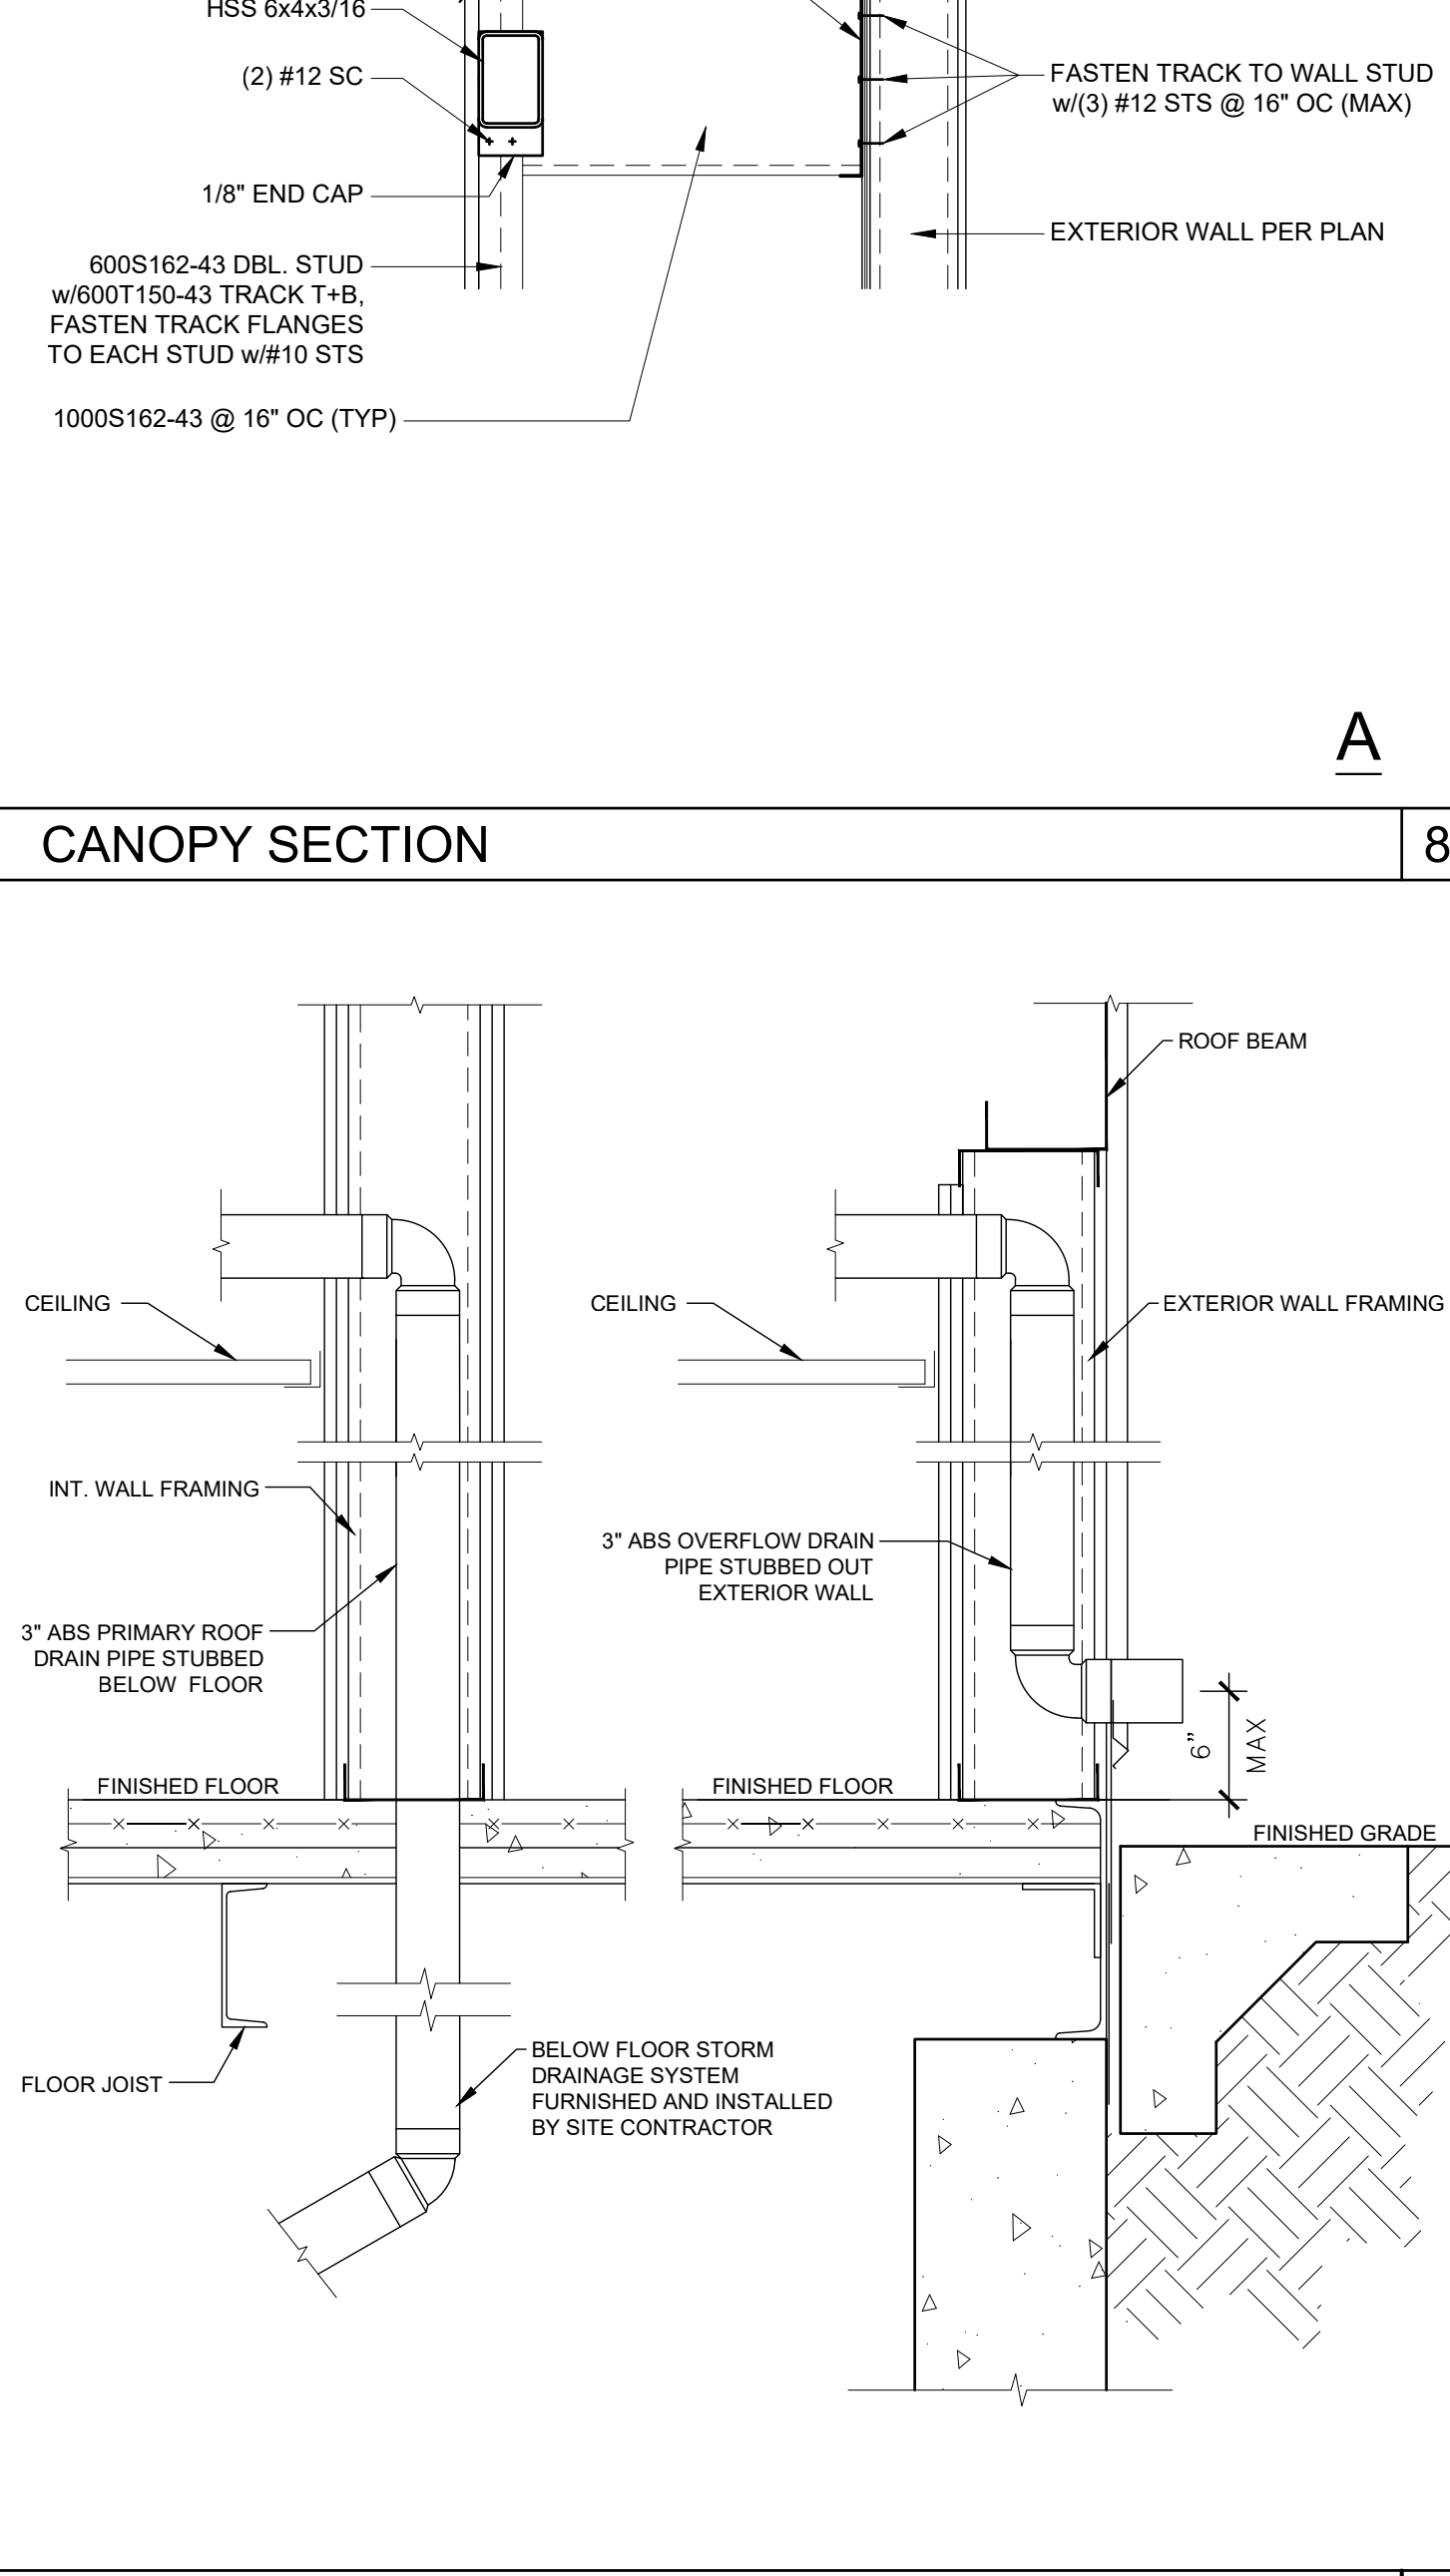 HSS 6x4x3/16
(2) #12 SC
1/8" END CAP
600S162-43 DBL. STUD
w/600T150-43 TRACK T+B,
FASTEN TRACK FLANGES
TO EACH STUD w/#10 STS
1000S162-43 @ 16" OC (TYP)
FASTEN TRACK TO WALL STUD
w/(3) #12 STS @ 16" OC (MAX)
EXTERIOR WALL PER PLAN
A
CANOPY SECTION
8
CEILING
INT. WALL FRAMING
3" ABS PRIMARY ROOF
DRAIN PIPE STUBBED
BELOW FLOOR
FINISHED FLOOR
FLOOR JOIST
BELOW FLOOR STORM
DRAINAGE SYSTEM
FURNISHED AND INSTALLED
BY SITE CONTRACTOR
ROOF BEAM
CEILING
EXTERIOR WALL FRAMING
3" ABS OVERFLOW DRAIN
PIPE STUBBED OUT
EXTERIOR WALL
6"
MAX
FINISHED FLOOR
FINISHED GRADE